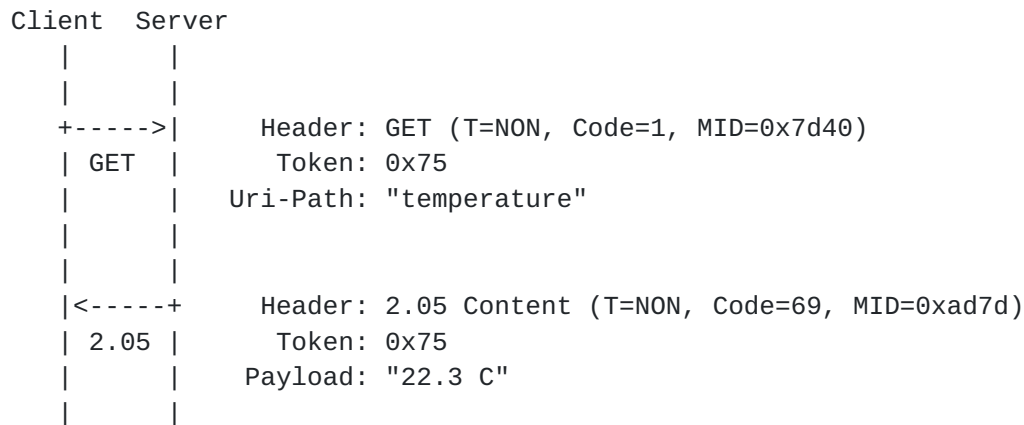 Client  Server
   |      |
   |      |
   +----->|     Header: GET (T=NON, Code=1, MID=0x7d40)
   | GET  |      Token: 0x75
   |      |   Uri-Path: "temperature"
   |      |
   |      |
   |<-----+     Header: 2.05 Content (T=NON, Code=69, MID=0xad7d)
   | 2.05 |      Token: 0x75
   |      |    Payload: "22.3 C"
   |      |